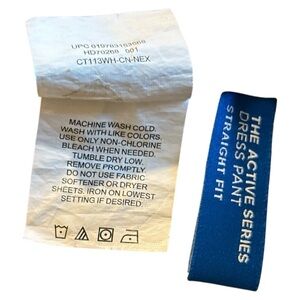 HD70268 001
CT113WH-CN-NEX
MACHINE WASH COLD.
WASH WITH LIKE COLORS.
USE ONLY NON-CHLORINE
BLEACH WHEN NEEDED.
TUMBLE DRY LOW.
REMOVE PROMPTLY.
DO NOT USE FABRIC
SOFTENER OR DRYER
SHEETS. IRON ON LOWEST
SETTING IF DESIRED.
THE ACTIVE SERIES
DRESS PANT
STRAIGHT FIT